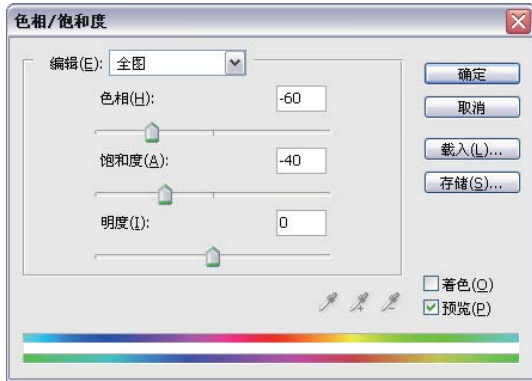 色相/饱和度
编辑(E): 全图
确定
色相(H): -60
取消
饱和度(A): -40
载入(L)...
存储(S)...
明度(I): 0
着色(O)
预览(P)